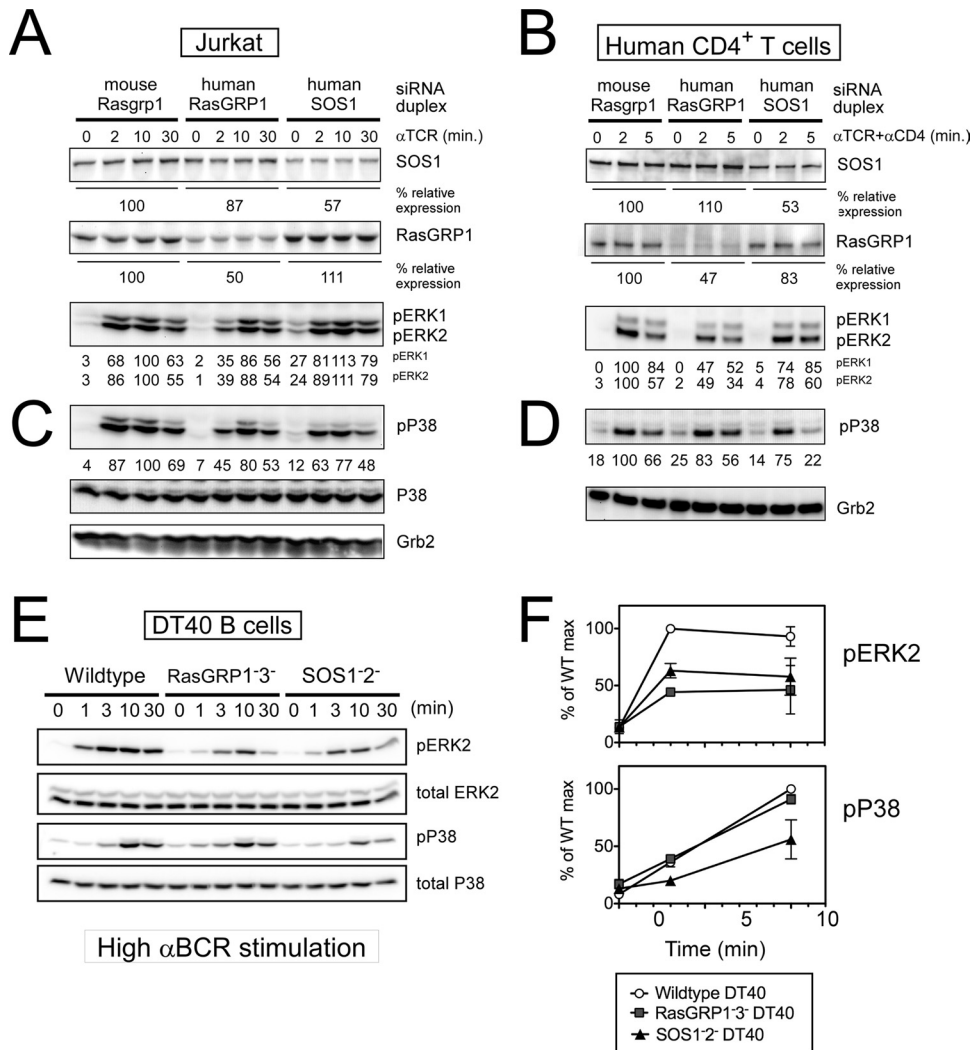 A
Jurkat
mouse Rasgrp1
human RasGRP1
human SOS1
siRNA duplex
0 2 10 30 0 2 10 30 0 2 10 30 αTCR (min.)
SOS1
100 87 57 % relative expression
RasGRP1
100 50 111 % relative expression
pERK1
pERK2
3 68 100 63 2 35 86 56 27 81 113 79 pERK1
3 86 100 55 1 39 88 54 24 89 111 79 pERK2
C
pP38
4 87 100 69 7 45 80 53 12 63 77 48
P38
Grb2
B
Human CD4⁺ T cells
mouse Rasgrp1
human RasGRP1
human SOS1
siRNA duplex
0 2 5 0 2 5 0 2 5 αTCR+αCD4 (min.)
SOS1
100 110 53 % relative expression
RasGRP1
100 47 83 % relative expression
pERK1
pERK2
0 100 84 0 47 52 5 74 85 pERK1
3 100 57 2 49 34 4 78 60 pERK2
D
pP38
18 100 66 25 83 56 14 75 22
Grb2
E
DT40 B cells
Wildtype RasGRP1⁻3⁻ SOS1⁻2⁻
0 1 3 10 30 0 1 3 10 30 0 1 3 10 30 (min)
pERK2
total ERK2
pP38
total P38
High αBCR stimulation
F
% of WT max
100
50
0
pERK2
% of WT max
100
50
0
pP38
0 5 10
Time (min)
Wildtype DT40
RasGRP1⁻3⁻ DT40
SOS1⁻2⁻ DT40